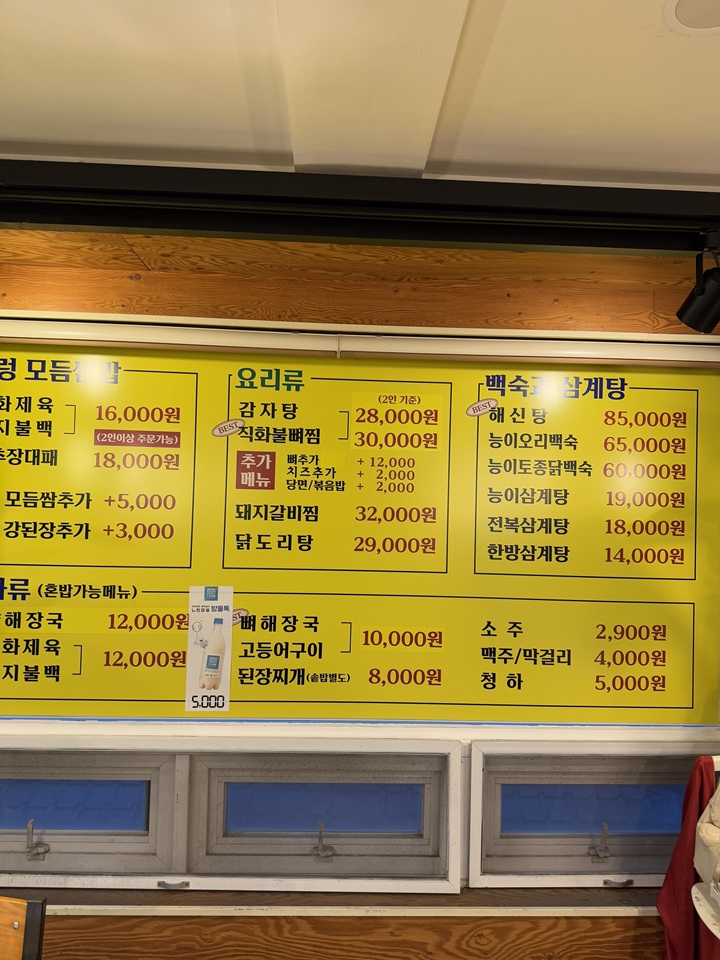 렁 모듬쌈밥
화제육
지불백
16,000원
(2인이상 주문가능)
추장대패 18,000원
모듬쌈추가 +5,000
강된장추가 +3,000
요리류
(2인 기준)
감자탕 28,000원
BEST
직화불뼈찜 30,000원
추가 메뉴
뼈추가 +12,000
치즈추가 + 2,000
당면/볶음밥 + 2,000
돼지갈비찜 32,000원
닭도리탕 29,000원
백숙과 삼계탕
BEST
해신탕 85,000원
능이오리백숙 65,000원
능이토종닭백숙 60,000원
능이삼계탕 19,000원
전복삼계탕 18,000원
한방삼계탕 14,000원
류 (혼밥가능메뉴)
해장국 12,000원
화제육
지불백
12,000원
방울톡
5,000
뼈해장국
고등어구이
10,000원
된장찌개(솥밥별도) 8,000원
소주 2,900원
맥주/막걸리 4,000원
청하 5,000원